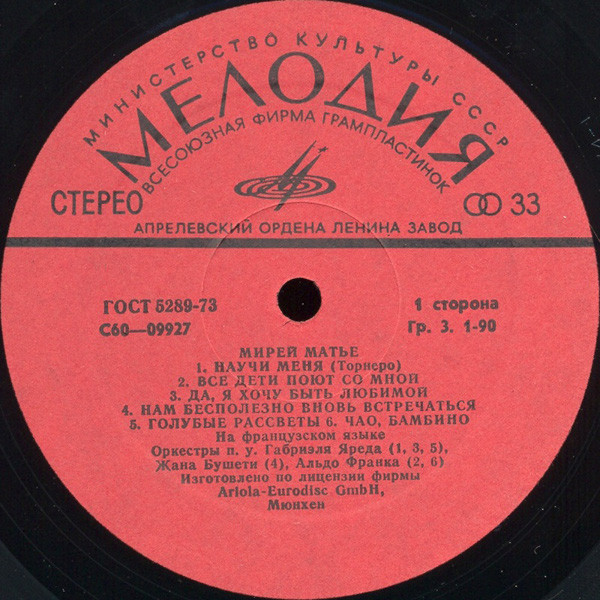 МИНИСТЕРСТВО КУЛЬТУРЫ СССР
МЕЛОДИЯ
ВСЕСОЮЗНАЯ ФИРМА ГРАМПЛАСТИНОК
СТЕРЕО
33
АПРЕЛЕВСКИЙ ОРДЕНА ЛЕНИНА ЗАВОД
ГОСТ 5289-73
1 сторона
С60—09927
Гр. 3. 1-90
МИРЕЙ МАТЬЕ
1. НАУЧИ МЕНЯ (Торнеро)
2. ВСЕ ДЕТИ ПОЮТ СО МНОЙ
3. ДА, Я ХОЧУ БЫТЬ ЛЮБИМОЙ
4. НАМ БЕСПОЛЕЗНО ВНОВЬ ВСТРЕЧАТЬСЯ
5. ГОЛУБЫЕ РАССВЕТЫ 6. ЧАО, БАМБИНО
На французском языке
Оркестры п. у. Габриэля Яреда (1, 3, 5),
Жана Бушети (4), Альдо Франка (2, 6)
Изготовлено по лицензии фирмы
Ariola-Eurodisc GmbH,
Мюнхен